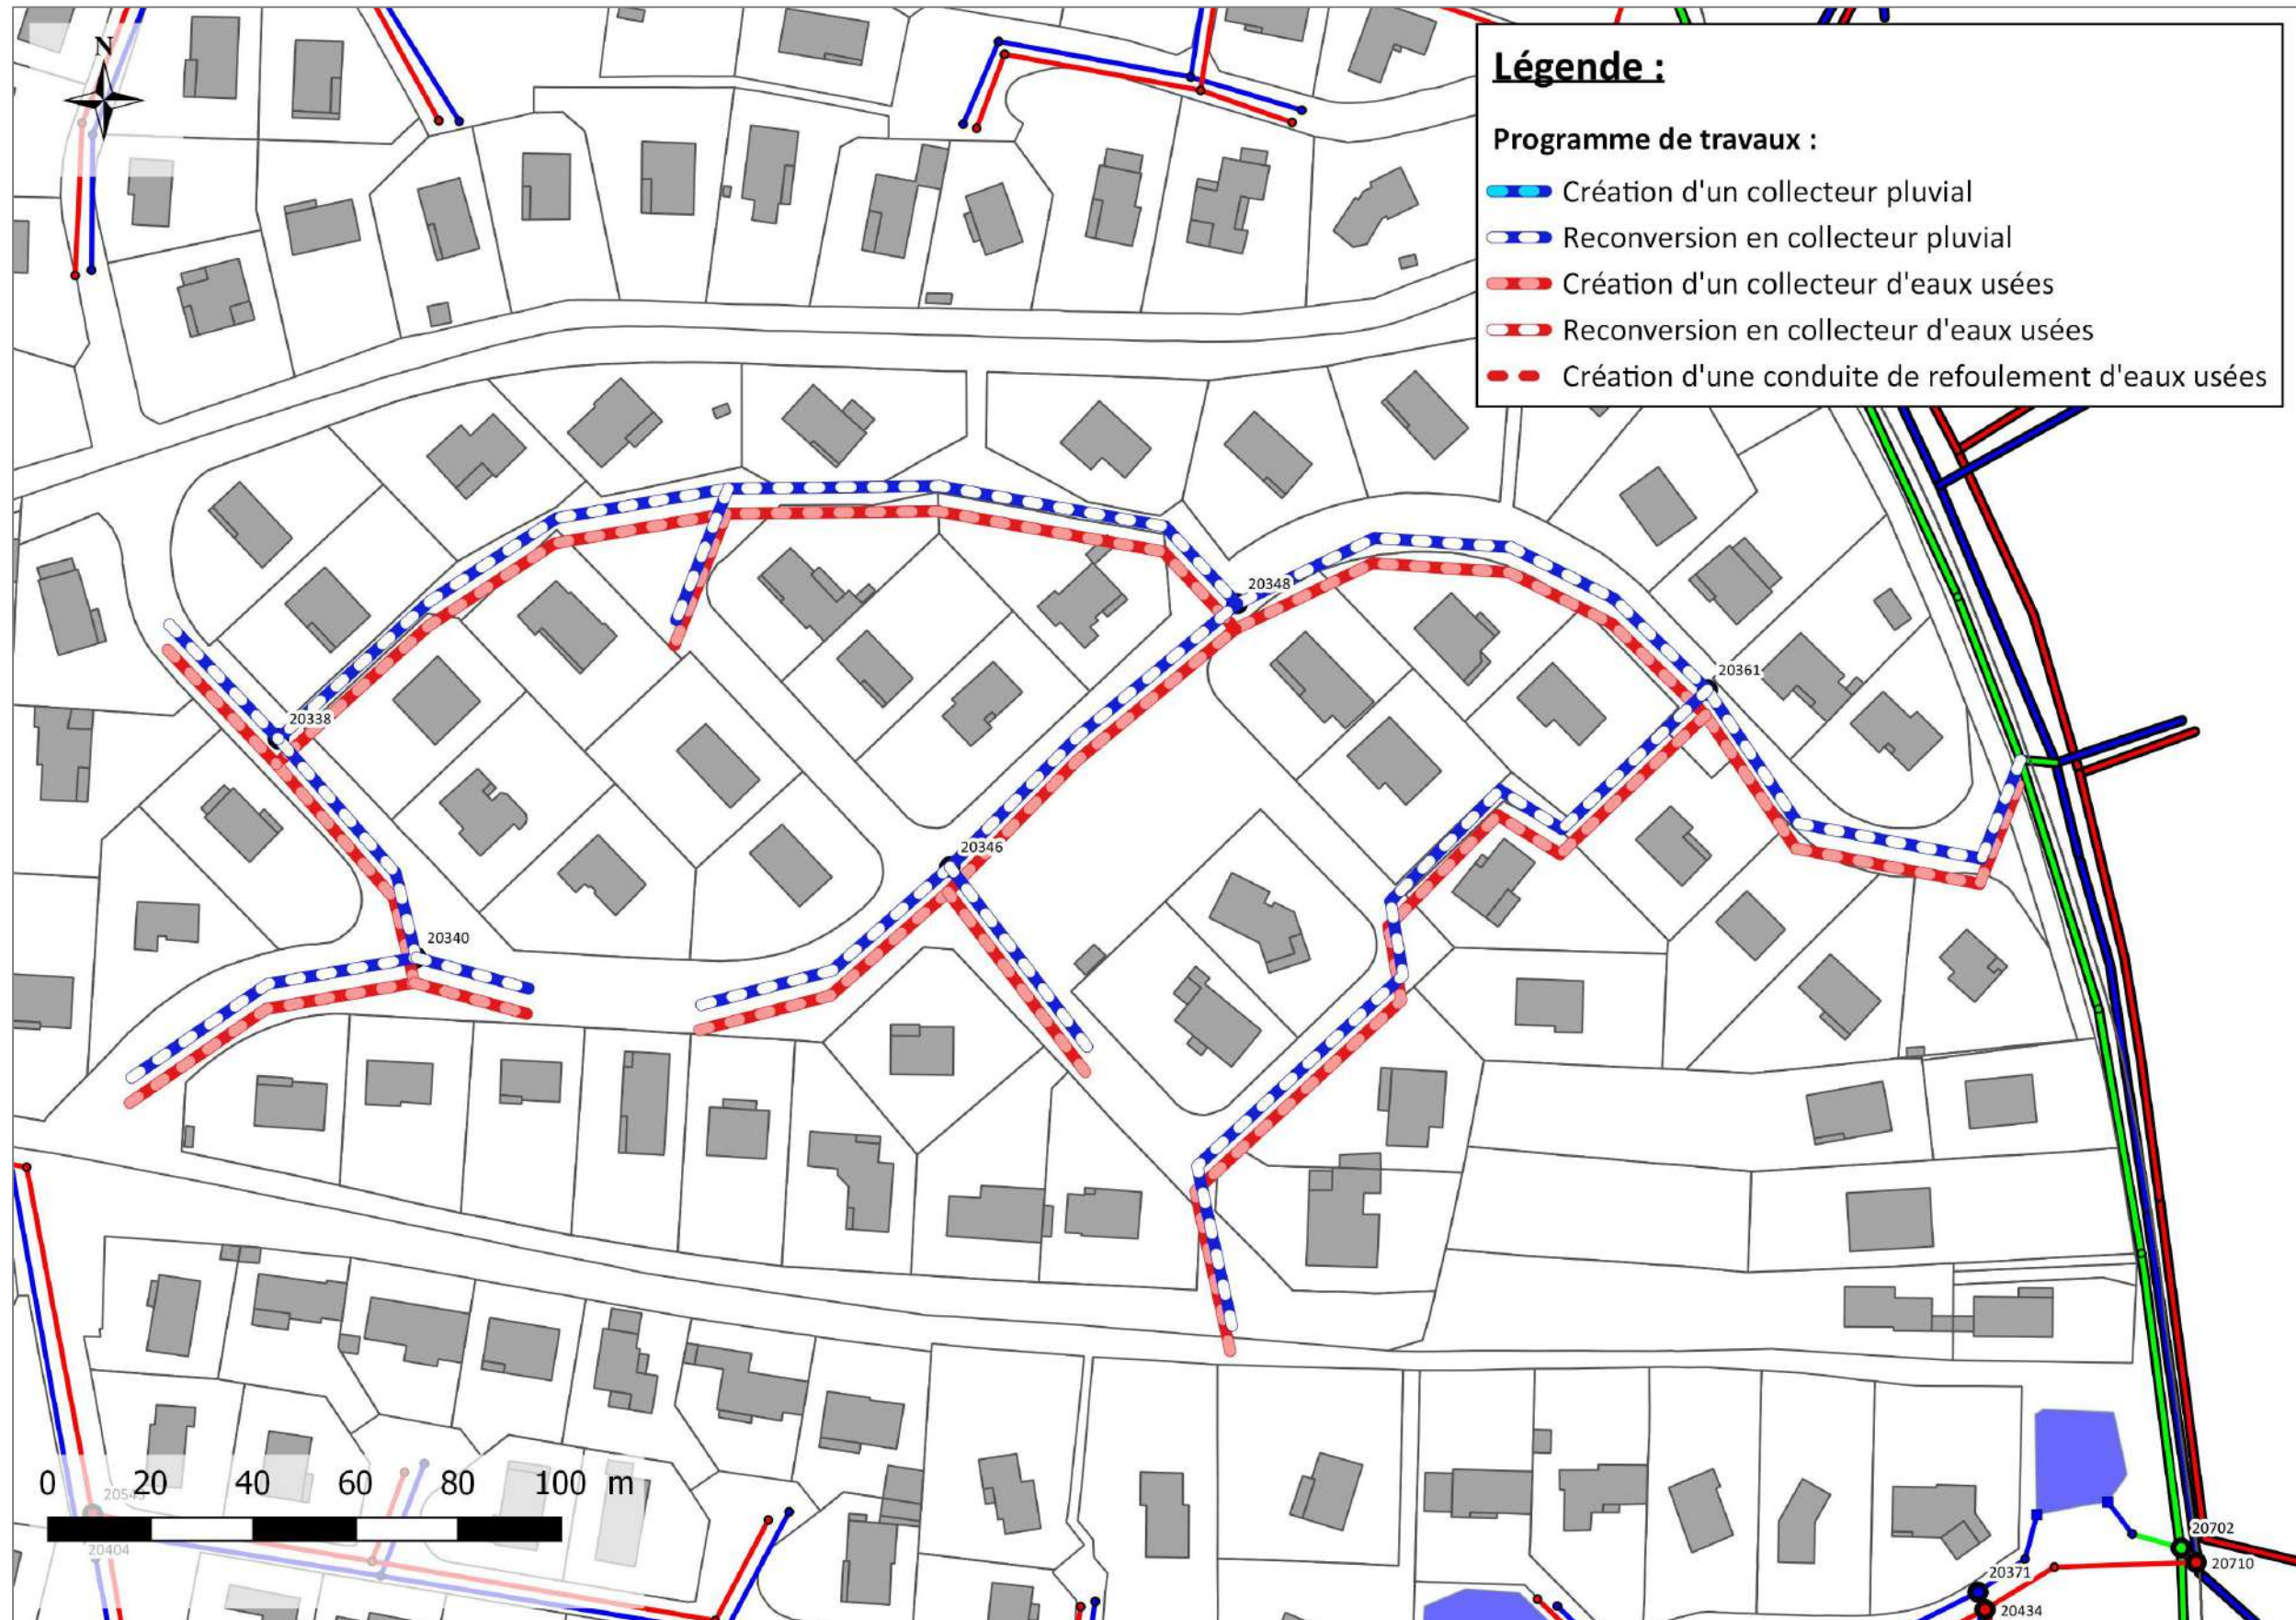 N
Légende :
Programme de travaux :
Création d'un collecteur pluvial
Reconversion en collecteur pluvial
Création d'un collecteur d'eaux usées
Reconversion en collecteur d'eaux usées
Création d'une conduite de refoulement d'eaux usées
20348
20361
20338
20346
20340
0 20 40 60 80 100 m
20404
20702
20710
20371
20434